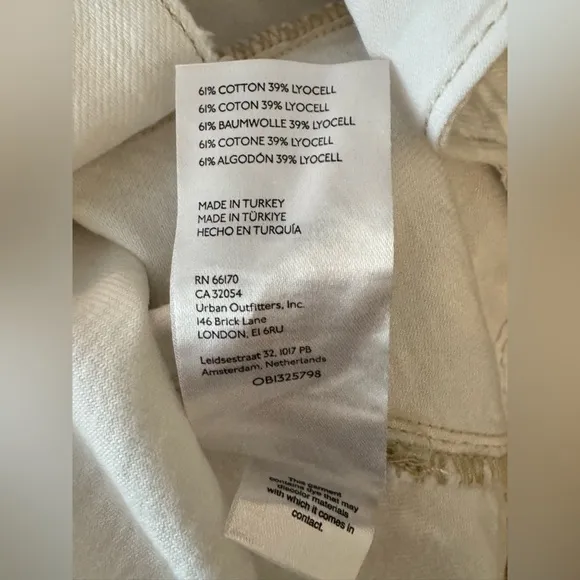 61% COTTON 39% LYOCELL
61% COTON 39% LYOCELL
61% BAUMWOLLE 39% LYOCELL
61% COTONE 39% LYOCELL
61% ALGODÓN 39% LYOCELL
MADE IN TURKEY
MADE IN TÜRKIYE
HECHO EN TURQUÍA
RN 66170
CA 32054
Urban Outfitters, Inc.
146 Brick Lane
LONDON, E1 6RU
Leidsestraat 32, 1017 PB
Amsterdam, Netherlands
OB1325798
This garment
contains dye that may
discolor materials
with which it comes in
contact.